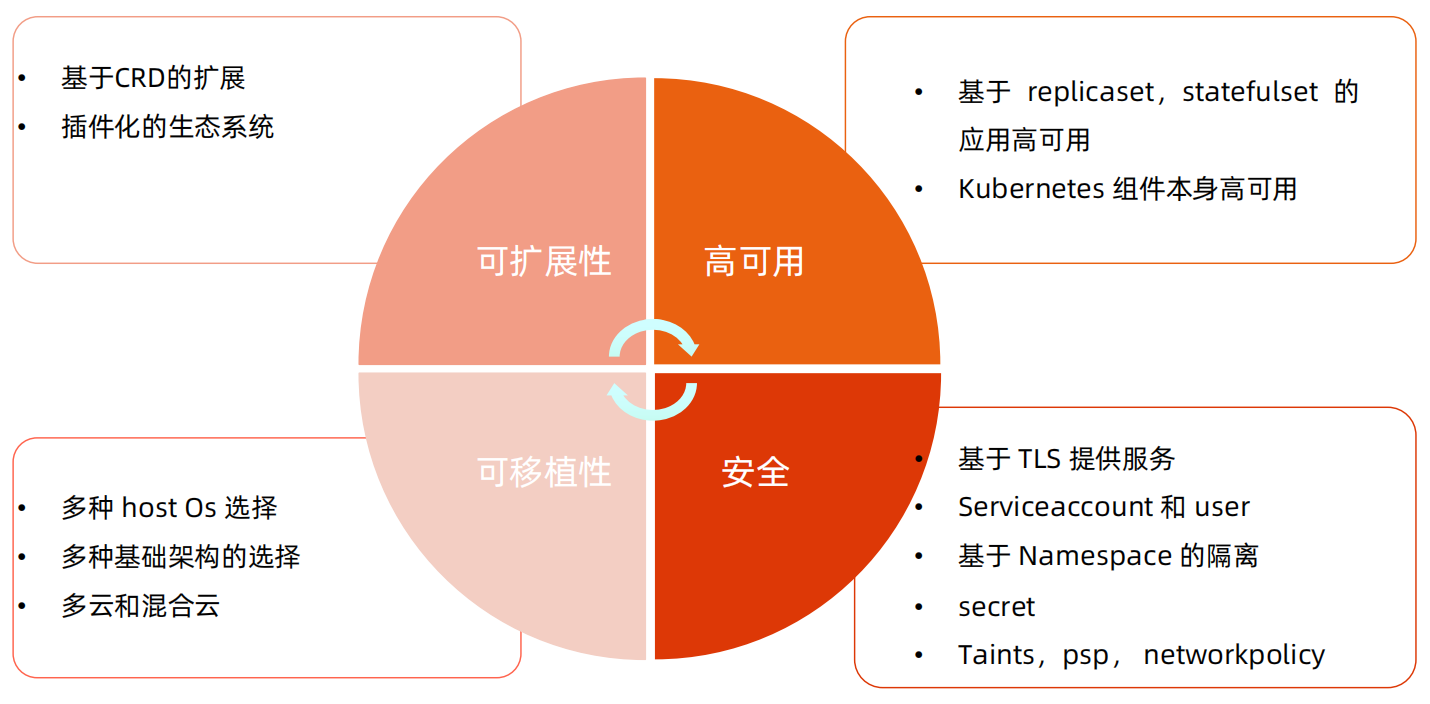 • 基于CRD的扩展
• 插件化的生态系统
• 基于 replicaset，statefulset 的
应用高可用
• Kubernetes 组件本身高可用
可扩展性
高可用
可移植性
安全
• 多种 host Os 选择
• 多种基础架构的选择
• 多云和混合云
• 基于 TLS 提供服务
• Serviceaccount 和 user
• 基于 Namespace 的隔离
• secret
• Taints，psp， networkpolicy